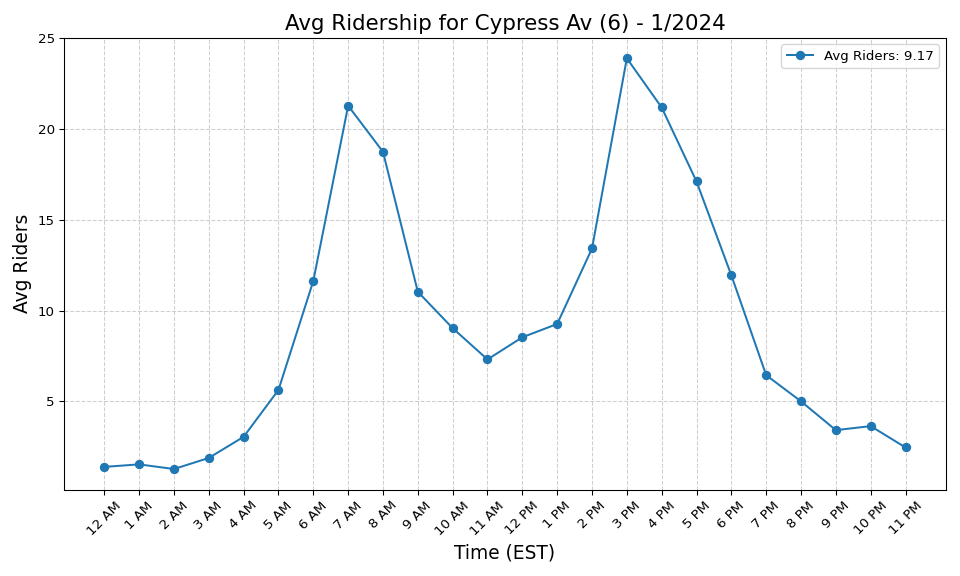 Avg Ridership for Cypress Av (6) - 1/2024
Avg Riders: 9.17
Avg Riders
25
20
15
10
5
12 AM
1 AM
2 AM
3 AM
4 AM
5 AM
6 AM
7 AM
8 AM
9 AM
10 AM
11 AM
12 PM
1 PM
2 PM
3 PM
4 PM
5 PM
6 PM
7 PM
8 PM
9 PM
10 PM
11 PM
Time (EST)